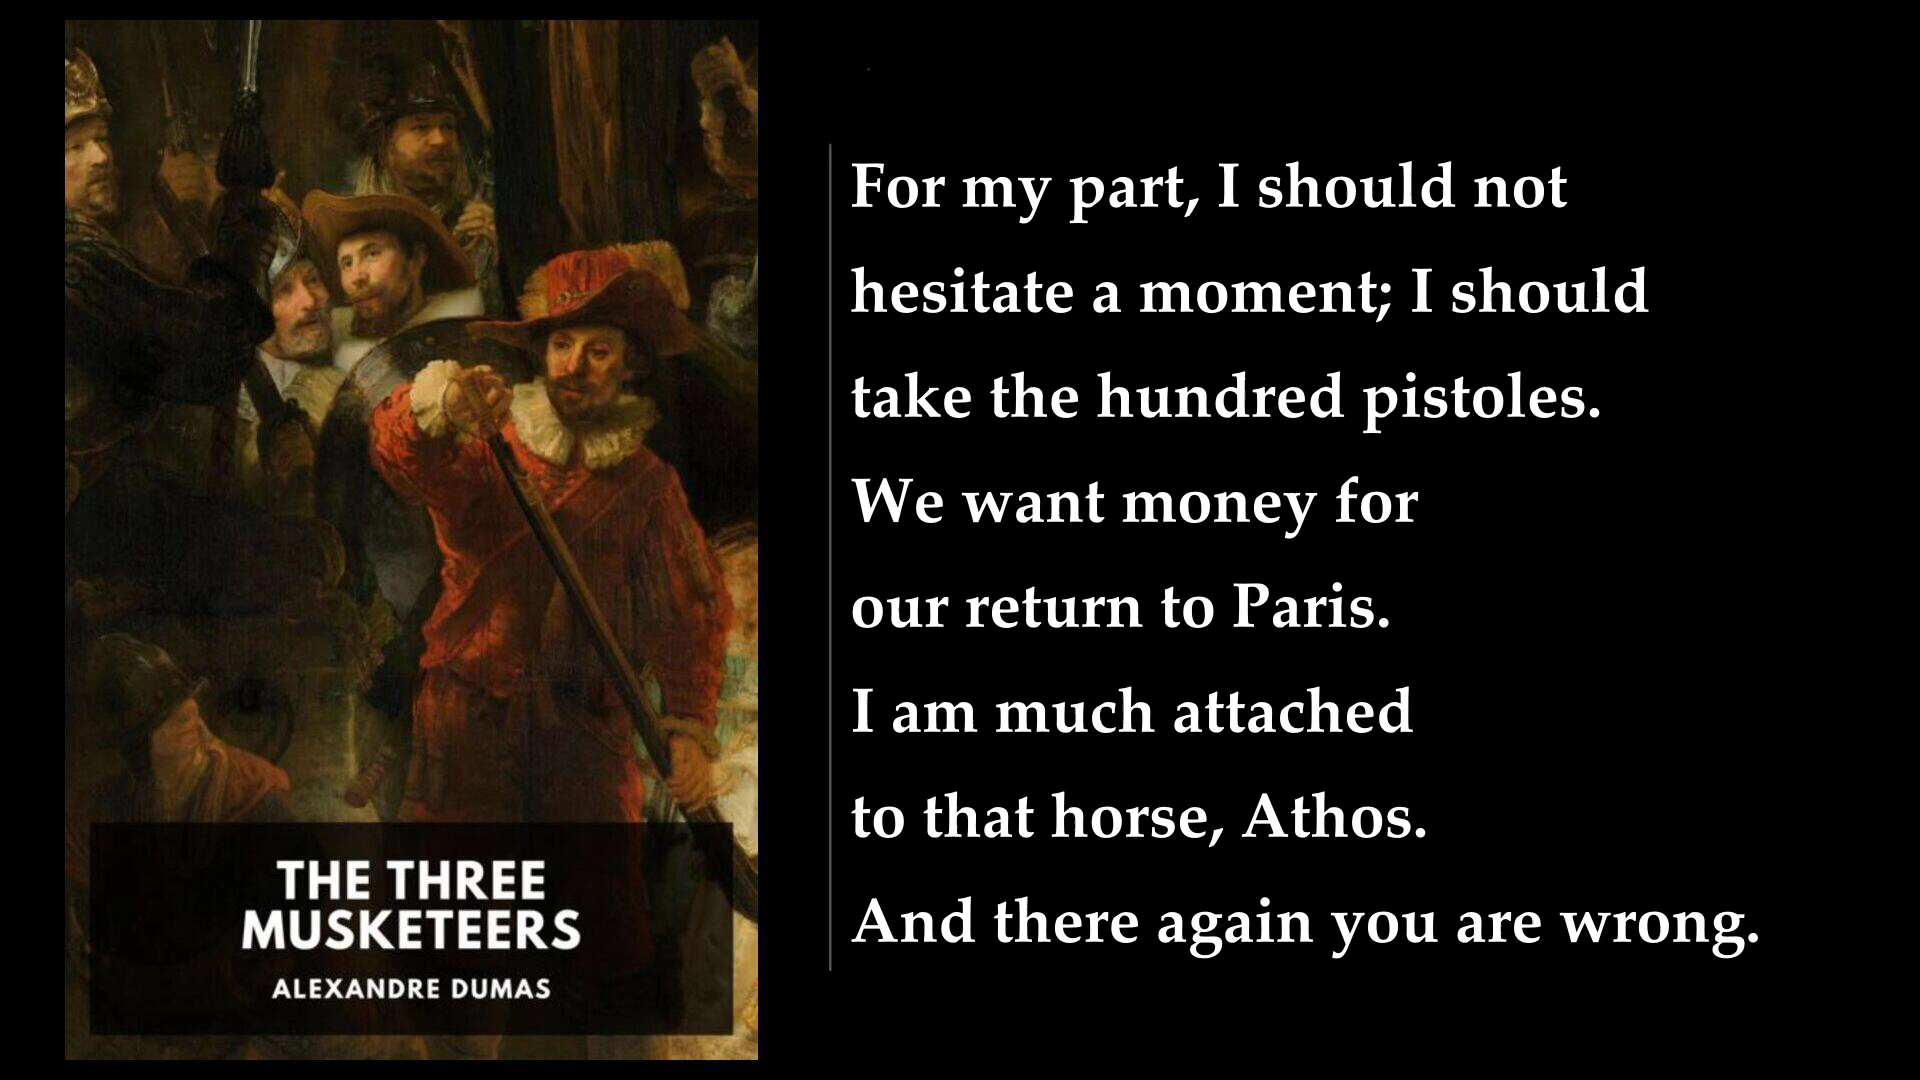 THE THREE
MUSKETEERS
ALEXANDRE DUMAS
For my part, I should not
hesitate a moment; I should
take the hundred pistoles.
We want money for
our return to Paris.
I am much attached
to that horse, Athos.
And there again you are wrong.